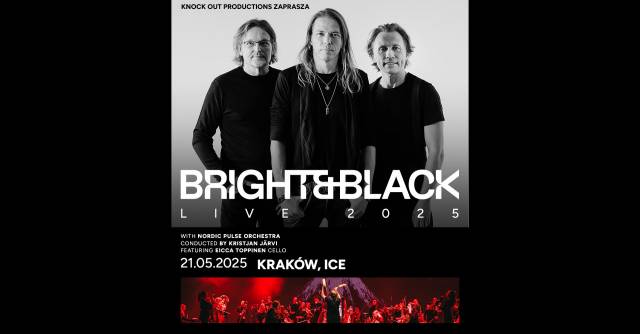 KNOCK OUT PRODUCTIONS ZAPRASZA
BRIGHT&BLACK
LIVE 2025
WITH NORDIC PULSE ORCHESTRA
CONDUCTED BY KRISTJAN JÄRVI
FEATURING EICCA TOPPINEN CELLO
21.05.2025 KRAKÓW, ICE